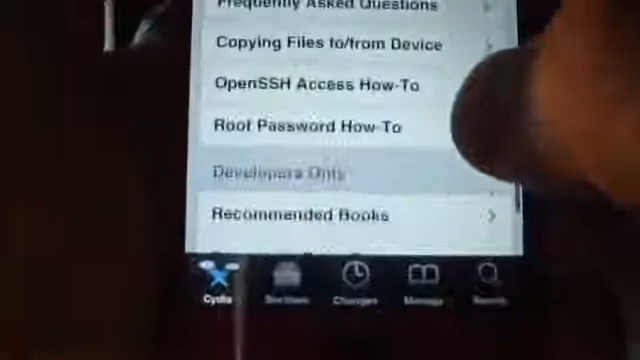 Frequently Asked Questions
Copying Files to/from Device
OpenSSH Access How-To
Root Password How-To
Developers Only
Recommended Books
Cydia
Sections
Changes
Manage
Search